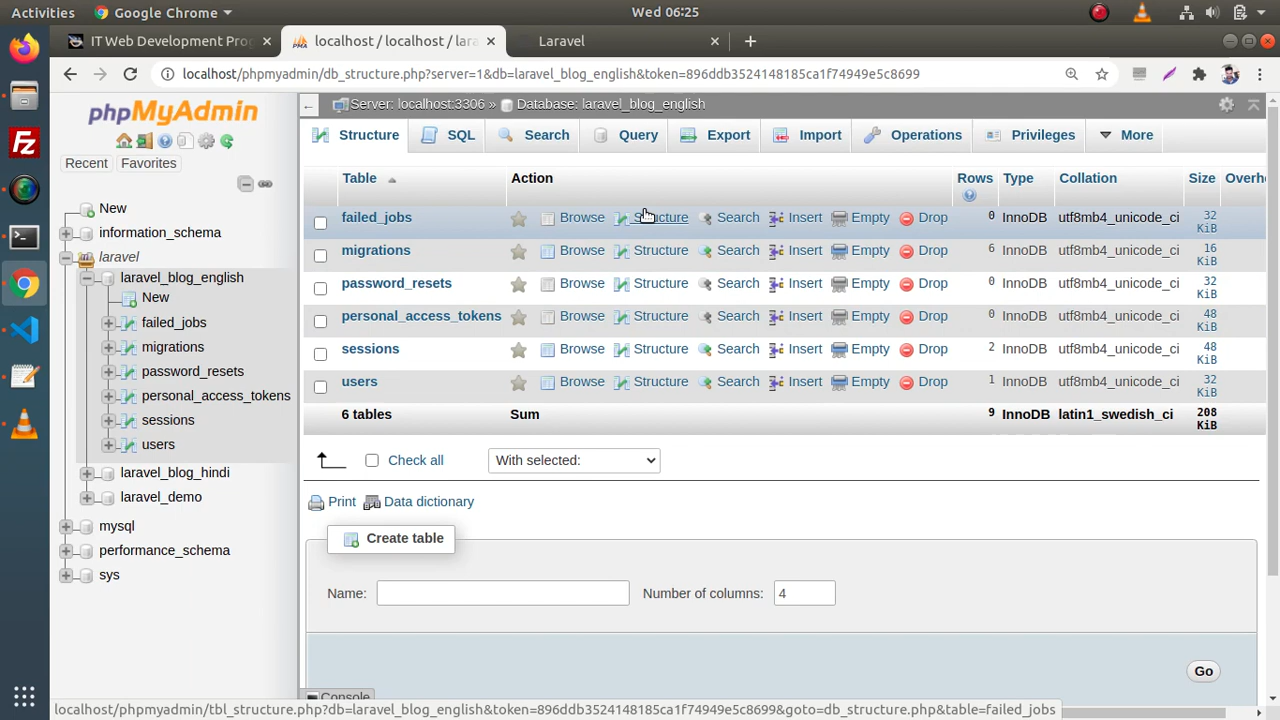 Activities Google Chrome Wed 06:25
IT Web Development Prog localhost / localhost / lara Laravel
localhost/phpmyadmin/db_structure.php?server=1&db=laravel_blog_english&token=896ddb3524148185ca1f74949e5c8699
phpMyAdmin
Recent Favorites
New
information_schema
laravel
laravel_blog_english
New
failed_jobs
migrations
password_resets
personal_access_tokens
sessions
users
laravel_blog_hindi
laravel_demo
mysql
performance_schema
sys
Server: localhost:3306 » Database: laravel_blog_english
Structure SQL Search Query Export Import Operations Privileges More
Table Action Rows Type Collation Size Overhe
failed_jobs Browse Structure Search Insert Empty Drop 0 InnoDB utf8mb4_unicode_ci 32 KiB
migrations Browse Structure Search Insert Empty Drop 6 InnoDB utf8mb4_unicode_ci 16 KiB
password_resets Browse Structure Search Insert Empty Drop 0 InnoDB utf8mb4_unicode_ci 32 KiB
personal_access_tokens Browse Structure Search Insert Empty Drop 0 InnoDB utf8mb4_unicode_ci 48 KiB
sessions Browse Structure Search Insert Empty Drop 2 InnoDB utf8mb4_unicode_ci 48 KiB
users Browse Structure Search Insert Empty Drop 1 InnoDB utf8mb4_unicode_ci 32 KiB
6 tables Sum 9 InnoDB latin1_swedish_ci 208 KiB
Check all With selected:
Print Data dictionary
Create table
Name: Number of columns: 4
Go
Console
localhost/phpmyadmin/tbl_structure.php?db=laravel_blog_english&token=896ddb3524148185ca1f74949e5c8699&goto=db_structure.php&table=failed_jobs